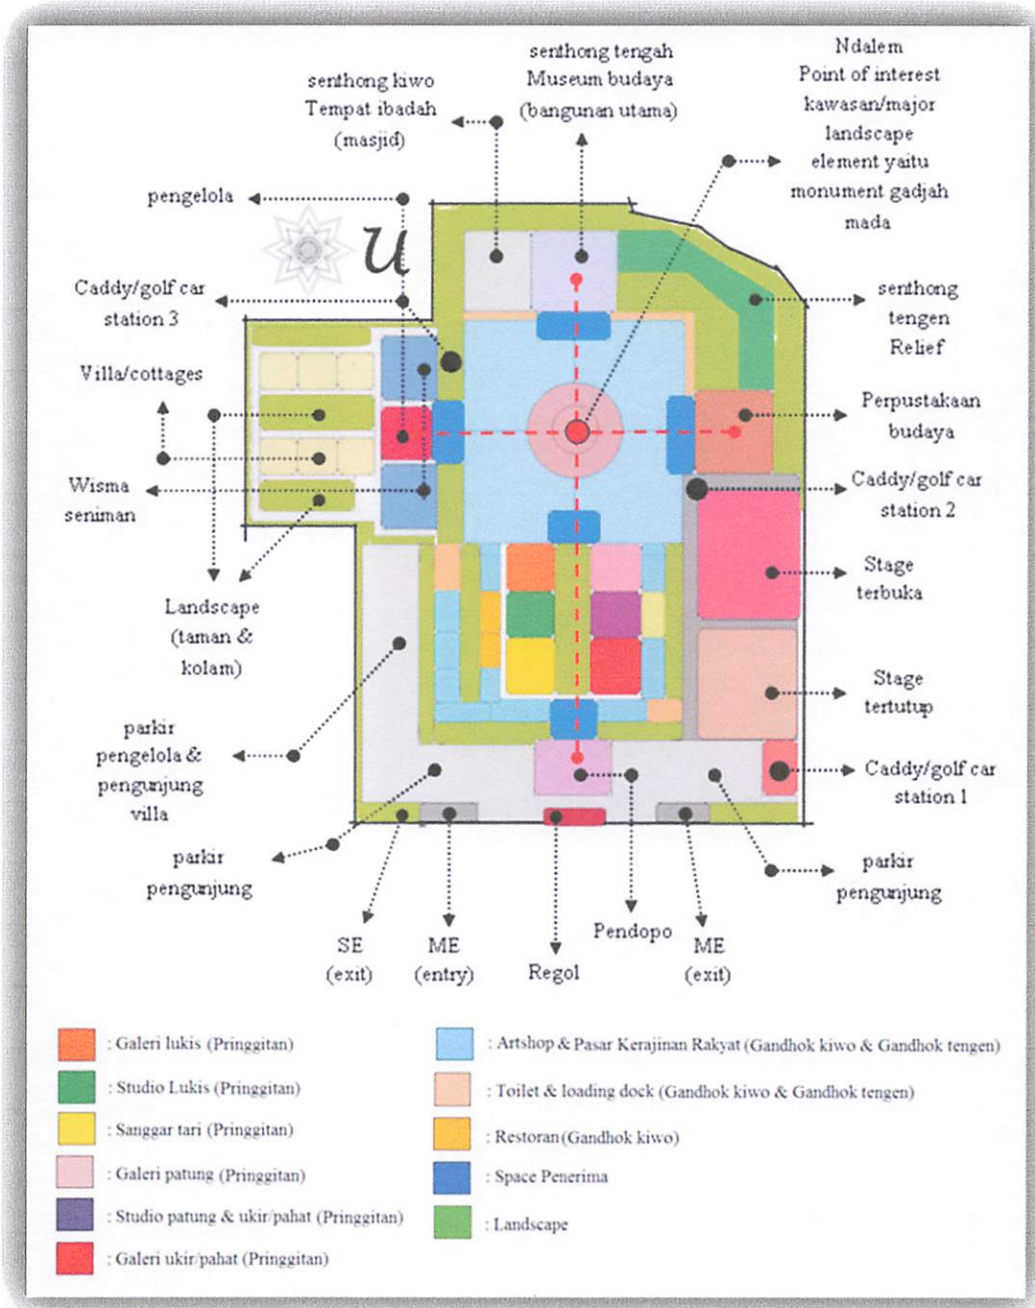 senthong kiwo
Tempat ibadah
(masjid)
senthong tengah
Museum budaya
(bangunan utama)
Ndalem
Point of interest
kawasan/major
landscape
element yaitu
monument gadjah
mada
pengelola
U
Caddy/golf car
station 3
senthong
tengen
Relief
Villa/cottages
Perpustakaan
budaya
Wisma
seniman
Caddy/golf car
station 2
Stage
terbuka
Landscape
(taman &
kolam)
Stage
tertutup
parkir
pengelola &
pengunjung
villa
Caddy/golf car
station 1
parkir
pengunjung
parkir
pengunjung
SE
(exit)
ME
(entry)
Regol
Pendopo
ME
(exit)
: Galeri lukis (Pringgitan)
: Studio Lukis (Pringgitan)
: Sanggar tari (Pringgitan)
: Galeri patung (Pringgitan)
: Studio patung & ukir/pahat (Pringgitan)
: Galeri ukir/pahat (Pringgitan)
: Artshop & Pasar Kerajinan Rakyat (Gandhok kiwo & Gandhok tengen)
: Toilet & loading dock (Gandhok kiwo & Gandhok tengen)
: Restoran (Gandhok kiwo)
: Space Penerima
: Landscape